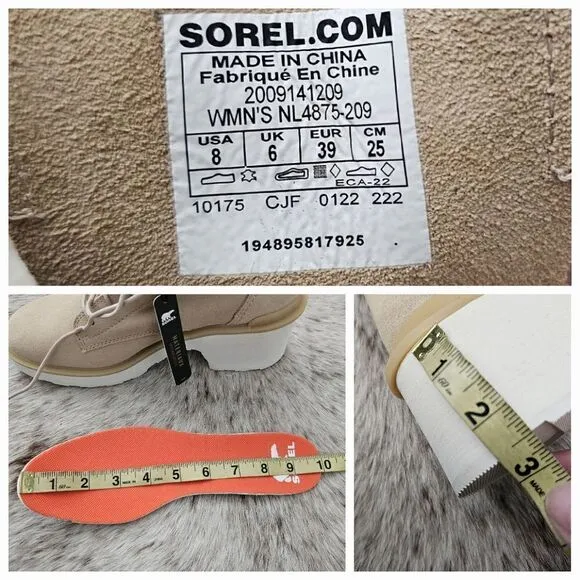 SOREL.COM
MADE IN CHINA
Fabriqué En Chine
2009141209
WMN'S NL4875-209
USA UK EUR CM
8 6 39 25
ECA-22
10175 CJF 0122 222
194895817925
SOREL
1 2 3 4 5 6 7 8 9 10
SOREL
1 2 3
MADE